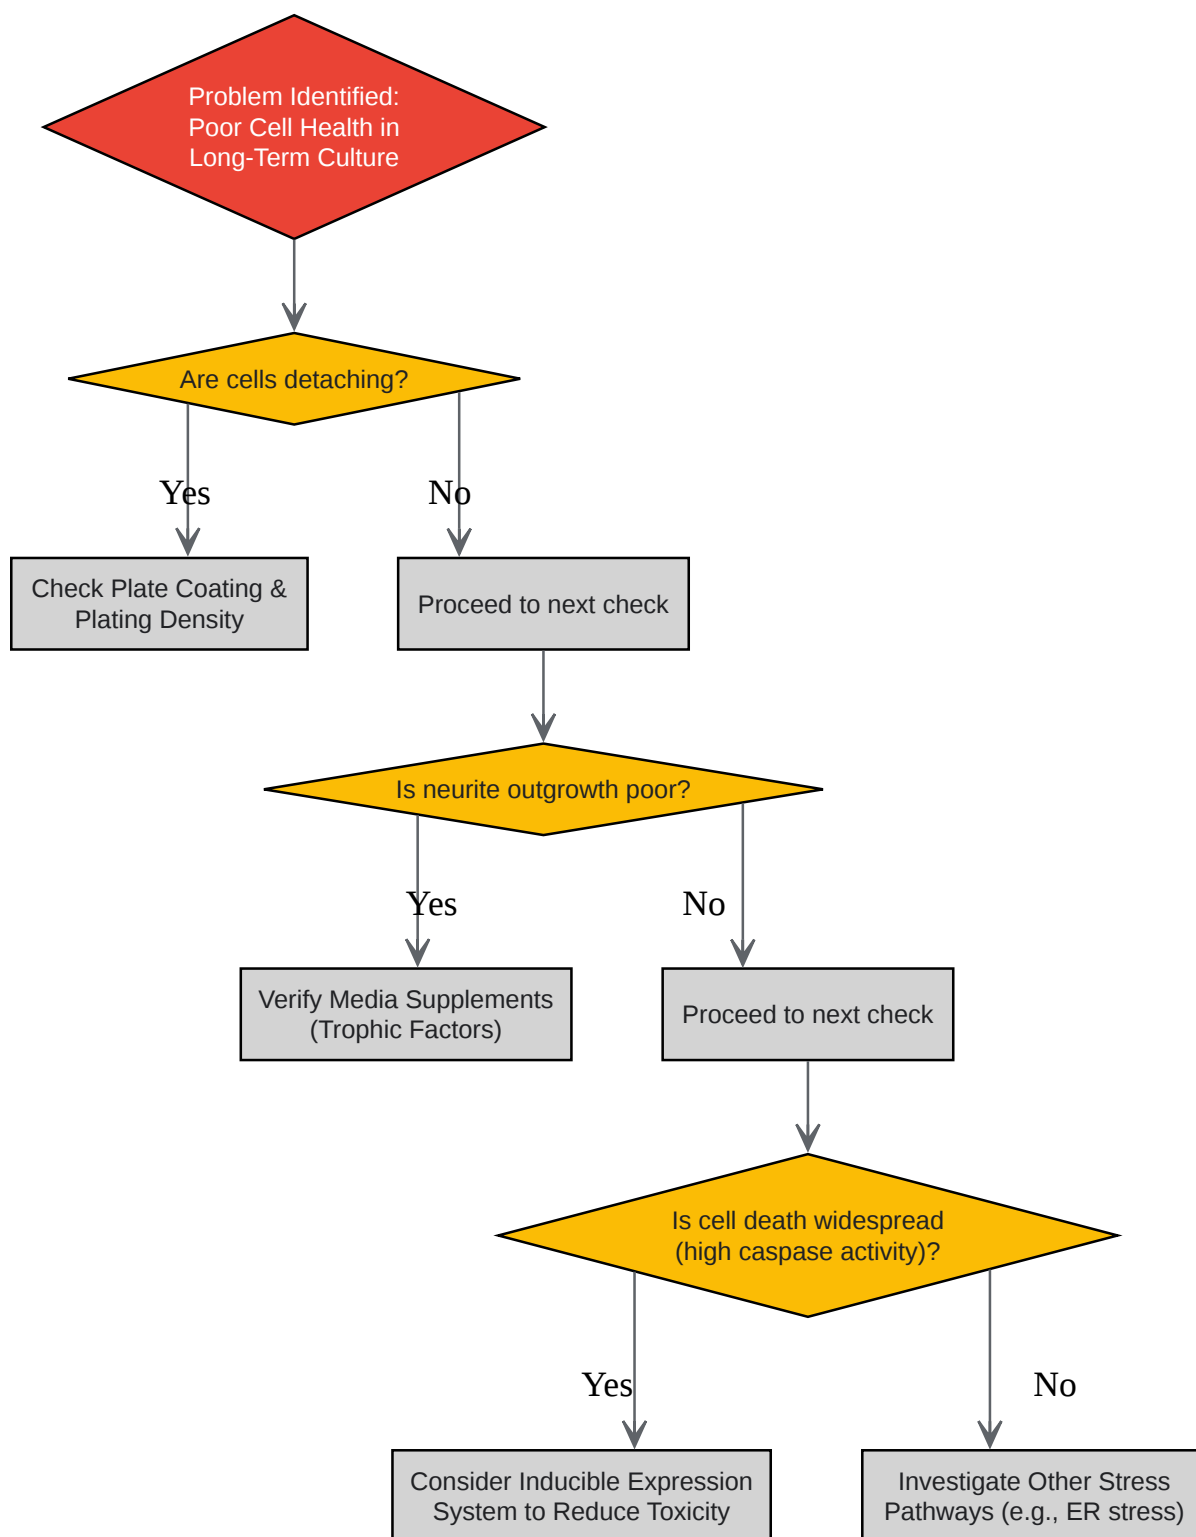 Problem Identified:
Poor Cell Health in
Long-Term Culture
Are cells detaching?
Yes
No
Check Plate Coating &
Plating Density
Proceed to next check
Is neurite outgrowth poor?
Yes
No
Verify Media Supplements
(Trophic Factors)
Proceed to next check
Is cell death widespread
(high caspase activity)?
Yes
No
Consider Inducible Expression
System to Reduce Toxicity
Investigate Other Stress
Pathways (e.g., ER stress)